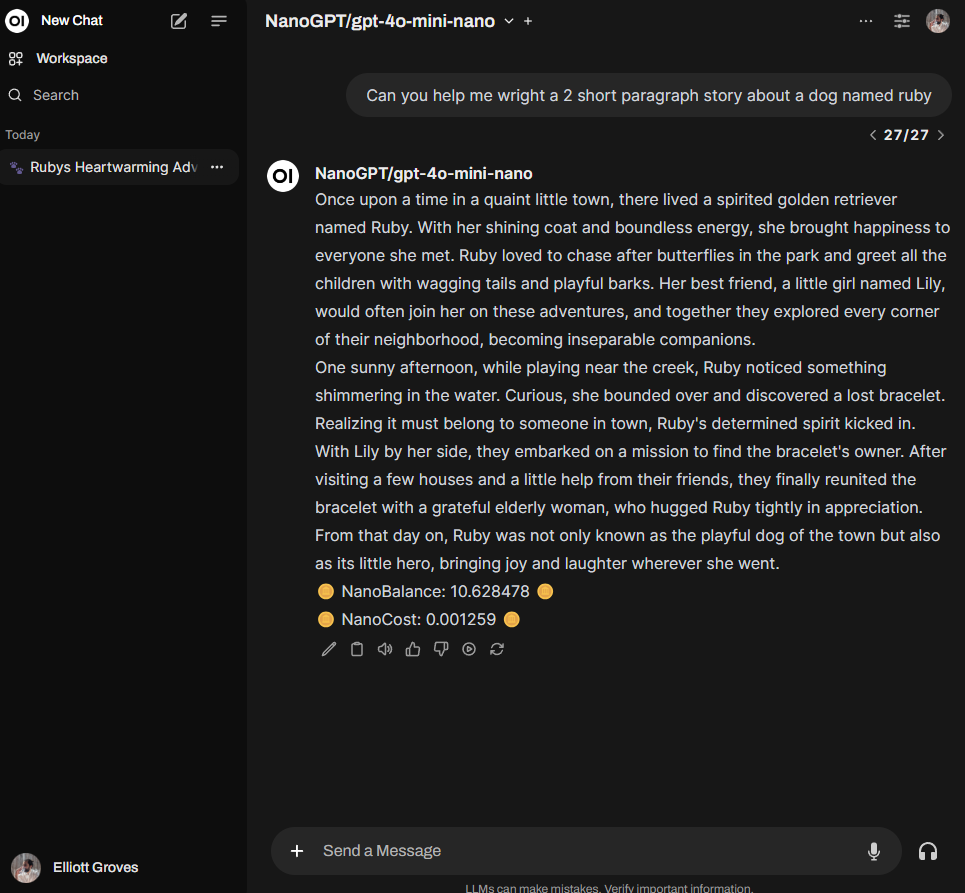 OI New Chat
NanoGPT/gpt-4o-mini-nano
Workspace
Search
Today
Rubys Heartwarming Adv
Can you help me wright a 2 short paragraph story about a dog named ruby
27/27
OI NanoGPT/gpt-4o-mini-nano
Once upon a time in a quaint little town, there lived a spirited golden retriever
named Ruby. With her shining coat and boundless energy, she brought happiness to
everyone she met. Ruby loved to chase after butterflies in the park and greet all the
children with wagging tails and playful barks. Her best friend, a little girl named Lily,
would often join her on these adventures, and together they explored every corner
of their neighborhood, becoming inseparable companions.
One sunny afternoon, while playing near the creek, Ruby noticed something
shimmering in the water. Curious, she bounded over and discovered a lost bracelet.
Realizing it must belong to someone in town, Ruby's determined spirit kicked in.
With Lily by her side, they embarked on a mission to find the bracelet's owner. After
visiting a few houses and a little help from their friends, they finally reunited the
bracelet with a grateful elderly woman, who hugged Ruby tightly in appreciation.
From that day on, Ruby was not only known as the playful dog of the town but also
as its little hero, bringing joy and laughter wherever she went.
NanoBalance: 10.628478
NanoCost: 0.001259
Send a Message
Elliott Groves
LLMs can make mistakes. Verify important information.